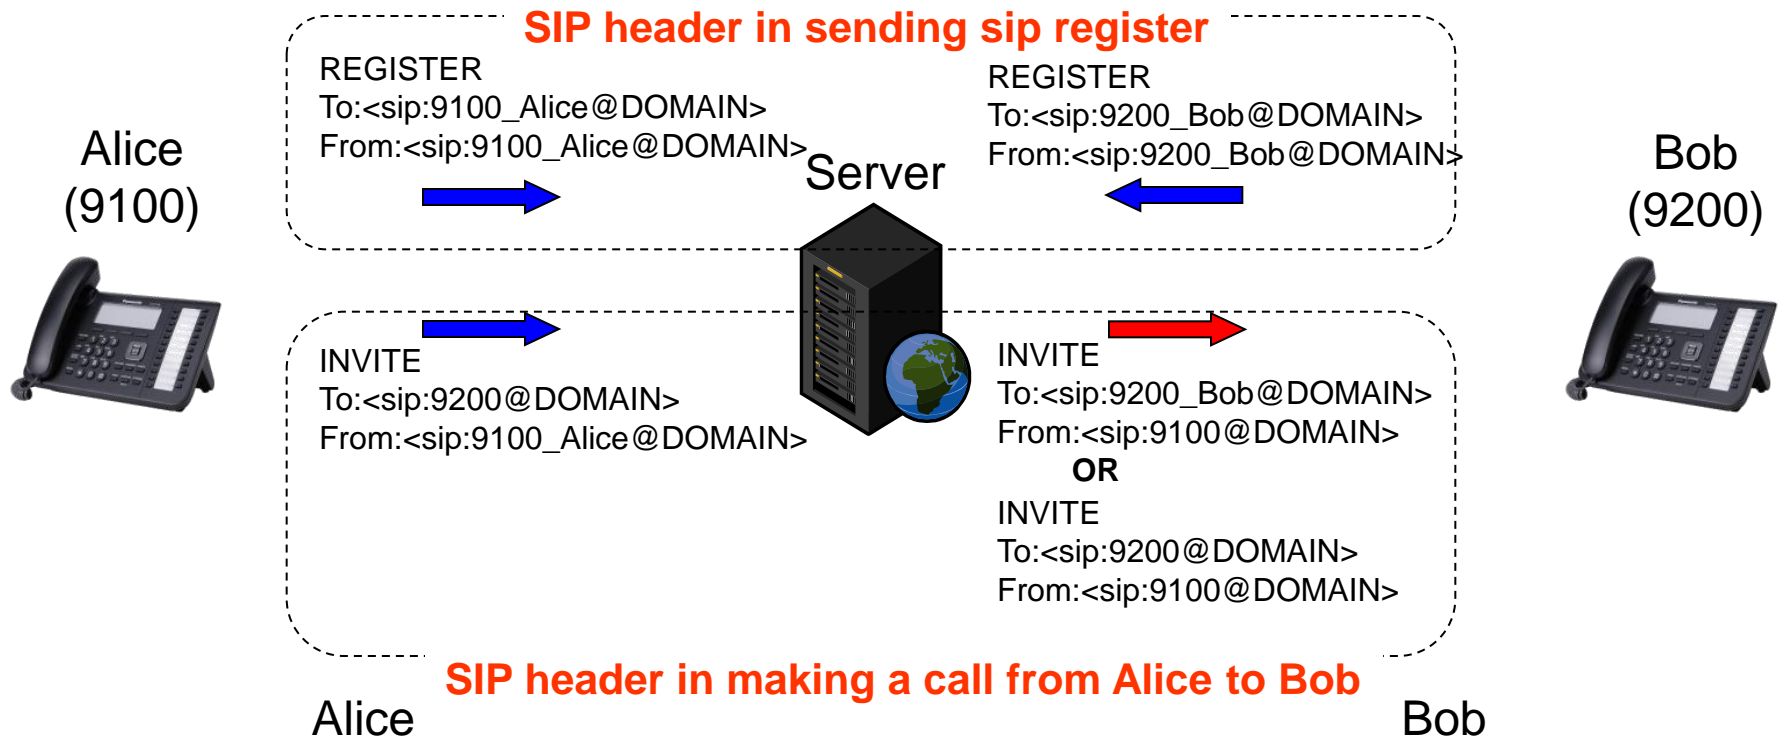 SIP header in sending sip register
REGISTER
To:<sip:9100_Alice@DOMAIN>
From:<sip:9100_Alice@DOMAIN>
REGISTER
To:<sip:9200_Bob@DOMAIN>
From:<sip:9200_Bob@DOMAIN>
Alice
(9100)
Server
Bob
(9200)
INVITE
To:<sip:9200@DOMAIN>
From:<sip:9100_Alice@DOMAIN>
INVITE
To:<sip:9200_Bob@DOMAIN>
From:<sip:9100@DOMAIN>
OR
INVITE
To:<sip:9200@DOMAIN>
From:<sip:9100@DOMAIN>
SIP header in making a call from Alice to Bob
Alice
Bob